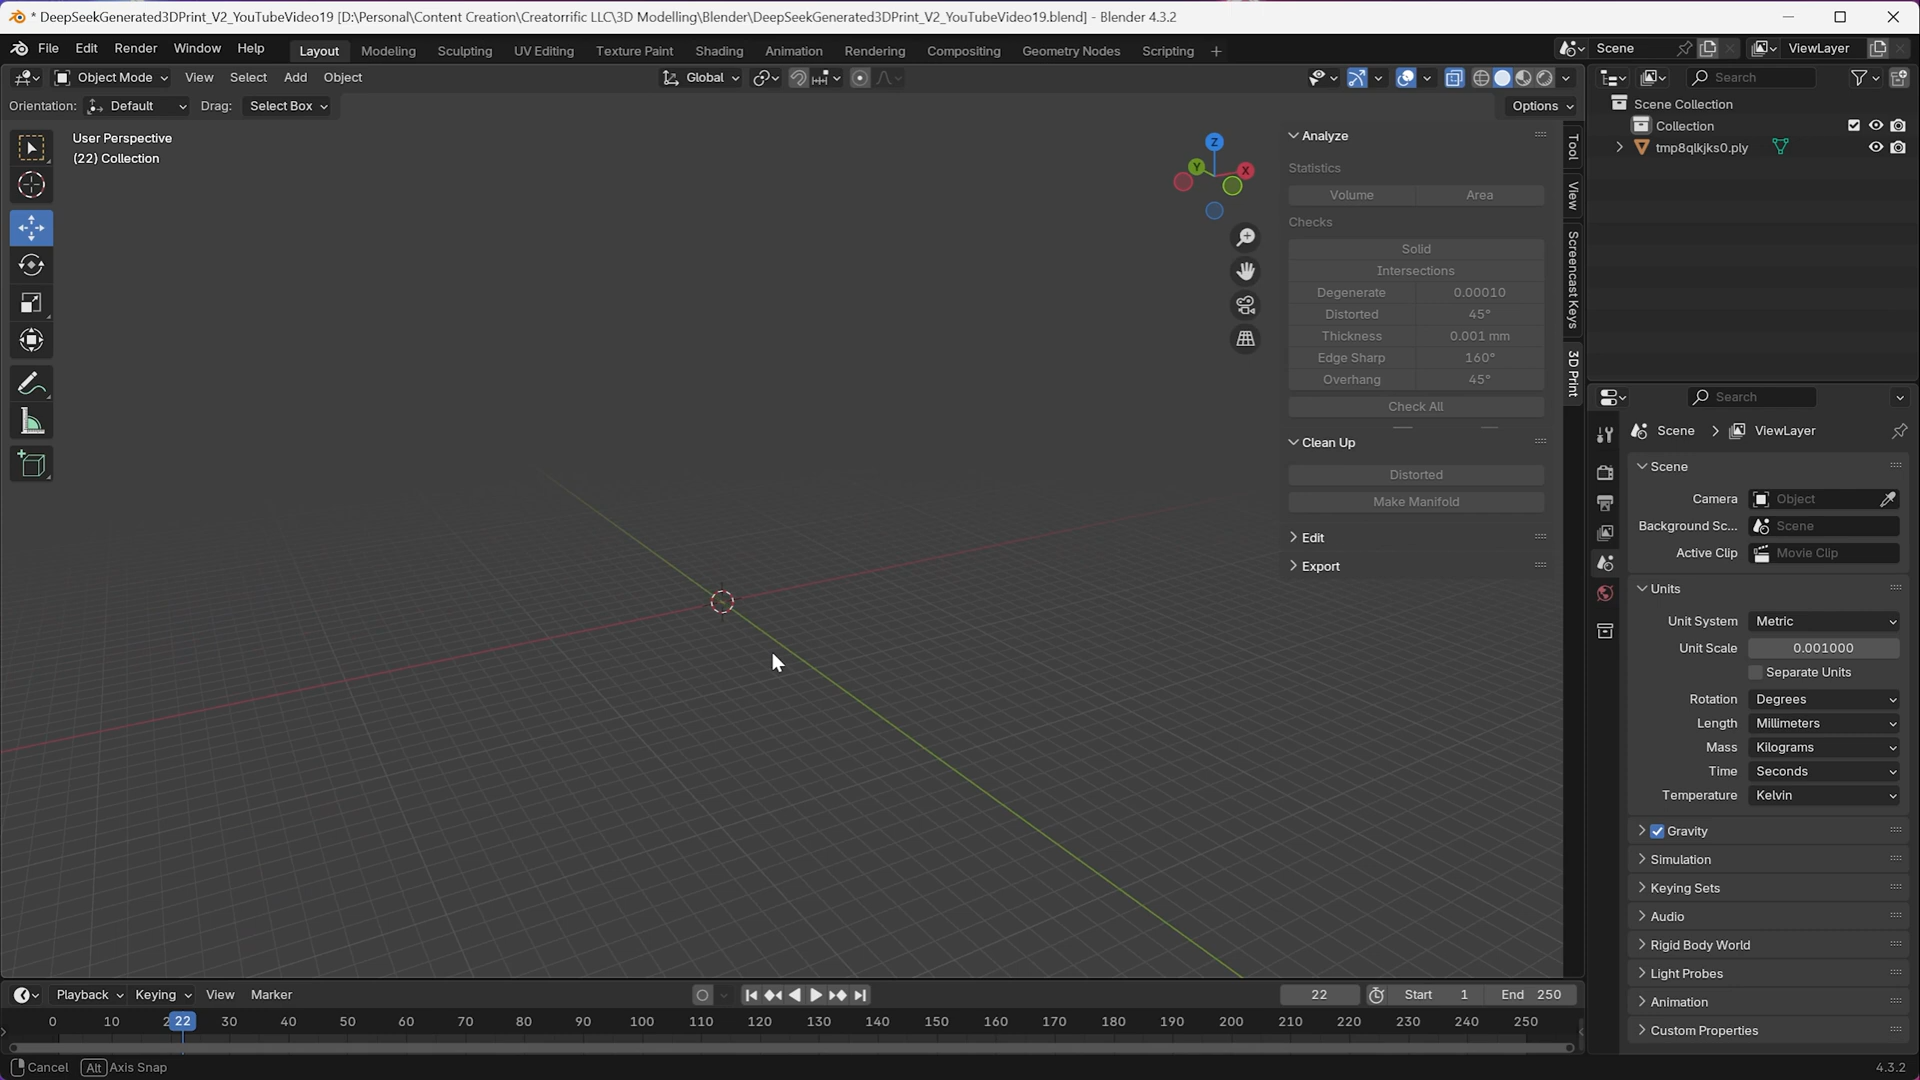 * DeepSeekGenerated3DPrint_V2_YouTubeVideo19 [D:\Personal\Content Creation\Creatorrific LLC\3D Modelling\Blender\DeepSeekGenerated3DPrint_V2_YouTubeVideo19.blend] - Blender 4.3.2
File Edit Render Window Help Layout Modeling Sculpting UV Editing Texture Paint Shading Animation Rendering Compositing Geometry Nodes Scripting + Scene ViewLayer
Object Mode View Select Add Object Global Search
Orientation: Default Drag: Select Box Options
Scene Collection
Collection
tmp8qlkjks0.ply
User Perspective
(22) Collection
Z
Y
X
Analyze
Statistics
Volume Area
Checks
Solid
Intersections
Degenerate 0.00010
Distorted 45°
Thickness 0.001 mm
Edge Sharp 160°
Overhang 45°
Check All
Clean Up
Distorted
Make Manifold
Edit
Export
Tool
View
Screencast Keys
3D Print
Search
Scene > ViewLayer
Scene
Camera Object
Background Sc... Scene
Active Clip Movie Clip
Units
Unit System Metric
Unit Scale 0.001000
Separate Units
Rotation Degrees
Length Millimeters
Mass Kilograms
Time Seconds
Temperature Kelvin
Gravity
Simulation
Keying Sets
Audio
Rigid Body World
Light Probes
Animation
Custom Properties
Playback Keying View Marker 22 Start 1 End 250
0 10 2 22 30 40 50 60 70 80 90 100 110 120 130 140 150 160 170 180 190 200 210 220 230 240 250
Cancel Alt Axis Snap 4.3.2